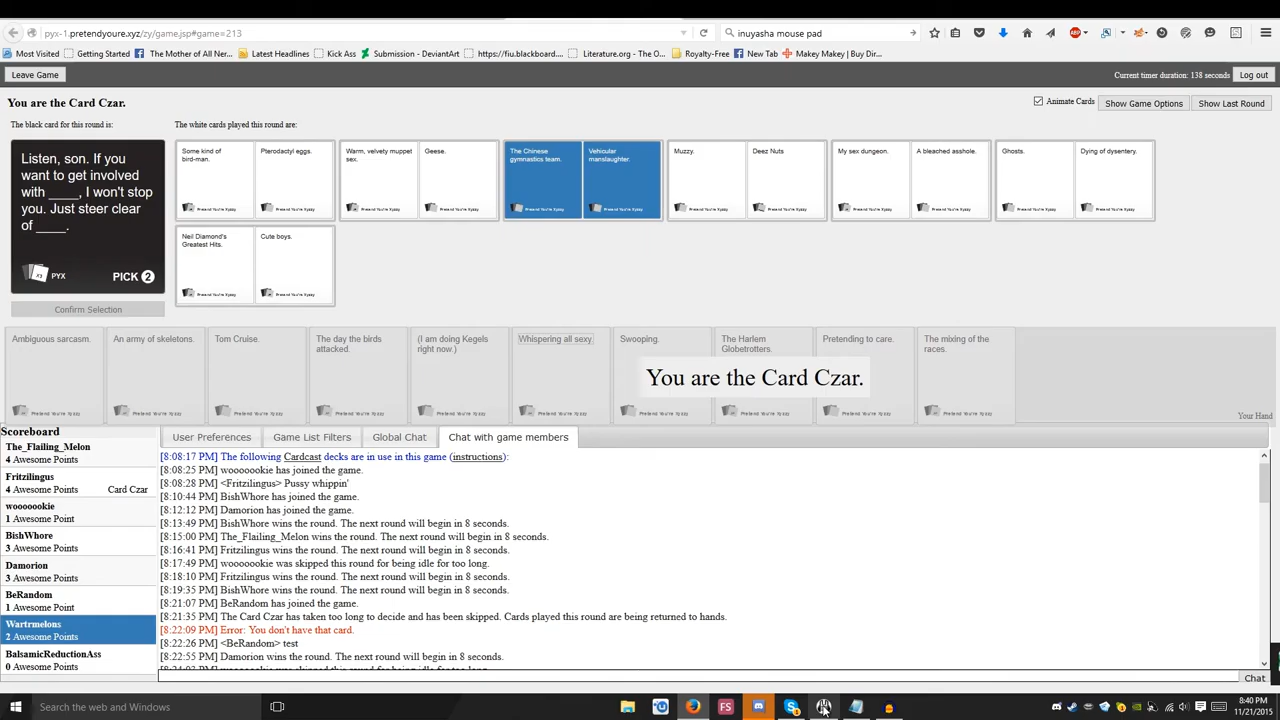 pyx-1.pretendyoure.xyz/zy/game.jsp#game=213
inuyasha mouse pad
Most Visited Getting Started The Mother of All Ner... Latest Headlines Kick Ass Submission - DeviantArt https://fiu.blackboard.... Literature.org - The O... Royalty-Free New Tab Makey Makey | Buy Dir...
Leave Game
Current timer duration: 138 seconds
Log out
You are the Card Czar.
Animate Cards
Show Game Options
Show Last Round
The black card for this round is:
The white cards played this round are:
Listen, son. If you
want to get involved
with ____, I won't stop
you. Just steer clear
of ____.
PYX PICK 2
Confirm Selection
Some kind of
bird-man.
Pterodactyl eggs.
Warm, velvety muppet
sex.
Geese.
The Chinese
gymnastics team.
Vehicular
manslaughter.
Muzzy.
Deez Nuts
My sex dungeon.
A bleached asshole.
Ghosts.
Dying of dysentery.
Neil Diamond's
Greatest Hits.
Cute boys.
Ambiguous sarcasm.
An army of skeletons.
Tom Cruise.
The day the birds
attacked.
(I am doing Kegels
right now.)
Whispering all sexy.
Swooping.
The Harlem
Globetrotters.
Pretending to care.
The mixing of the
races.
You are the Card Czar.
Your Hand
Scoreboard
The_Flailing_Melon
4 Awesome Points
Fritzilingus
4 Awesome Points Card Czar
wooooookie
1 Awesome Point
BishWhore
3 Awesome Points
Damorion
3 Awesome Points
BeRandom
1 Awesome Point
Wartrmelons
2 Awesome Points
BalsamicReductionAss
0 Awesome Points
User Preferences Game List Filters Global Chat Chat with game members
[8:08:17 PM] The following Cardcast decks are in use in this game (instructions):
[8:08:25 PM] wooooookie has joined the game.
[8:08:28 PM] <Fritzilingus> Pussy whippin'
[8:10:44 PM] BishWhore has joined the game.
[8:12:12 PM] Damorion has joined the game.
[8:13:49 PM] BishWhore wins the round. The next round will begin in 8 seconds.
[8:15:00 PM] The_Flailing_Melon wins the round. The next round will begin in 8 seconds.
[8:16:41 PM] Fritzilingus wins the round. The next round will begin in 8 seconds.
[8:17:49 PM] wooooookie was skipped this round for being idle for too long.
[8:18:10 PM] Fritzilingus wins the round. The next round will begin in 8 seconds.
[8:19:35 PM] BishWhore wins the round. The next round will begin in 8 seconds.
[8:21:07 PM] BeRandom has joined the game.
[8:21:35 PM] The Card Czar has taken too long to decide and has been skipped. Cards played this round are being returned to hands.
[8:22:09 PM] Error: You don't have that card.
[8:22:26 PM] <BeRandom> test
[8:22:55 PM] Damorion wins the round. The next round will begin in 8 seconds.
Chat
Search the web and Windows
8:40 PM
11/21/2015